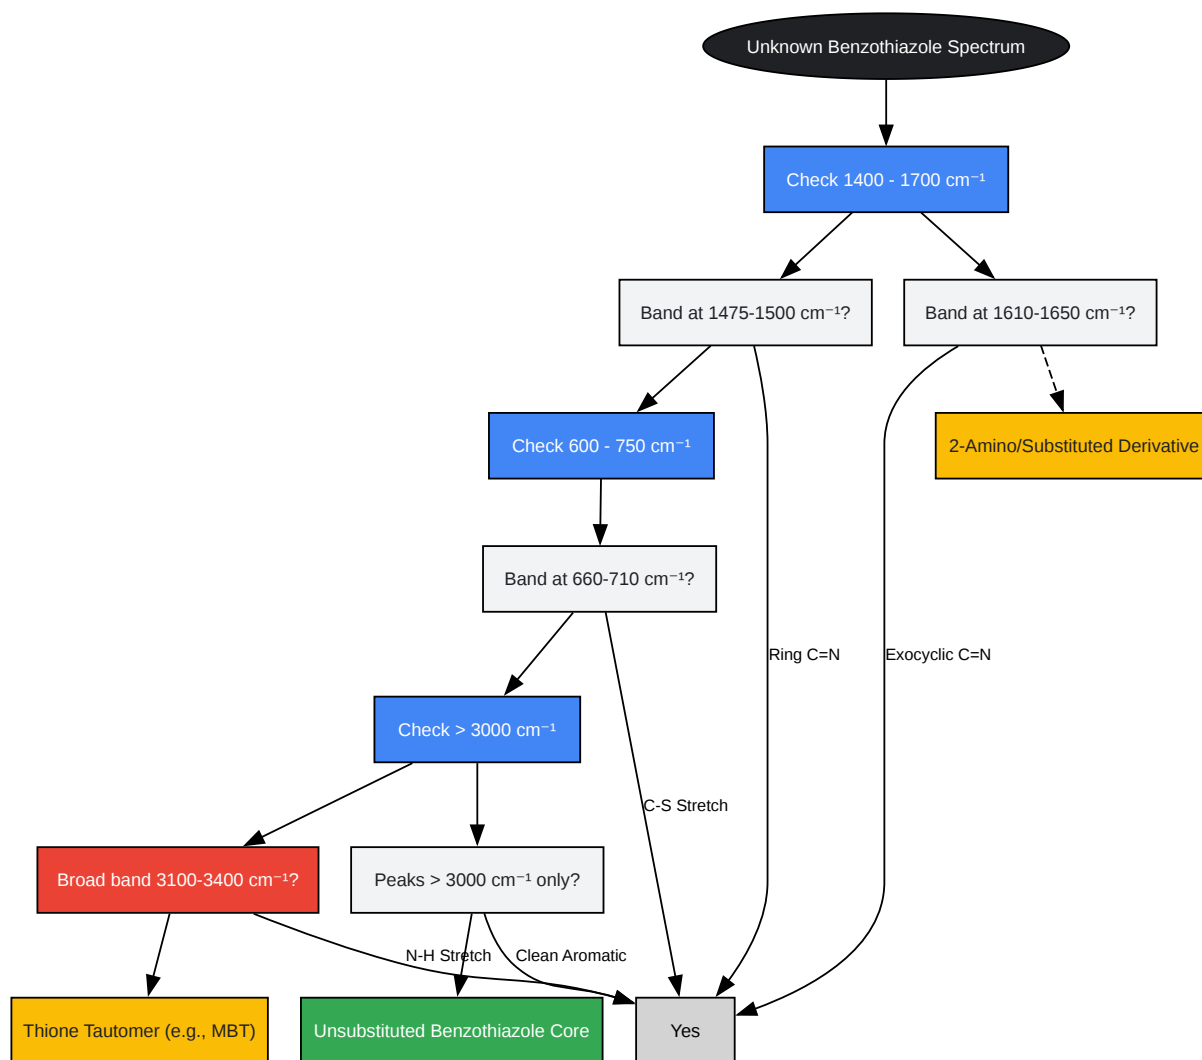 Unknown Benzothiazole Spectrum
Check 1400 - 1700 cm⁻¹
Band at 1475-1500 cm⁻¹?
Band at 1610-1650 cm⁻¹?
Check 600 - 750 cm⁻¹
2-Amino/Substituted Derivative
Band at 660-710 cm⁻¹?
Ring C=N
Exocyclic C=N
Check > 3000 cm⁻¹
C-S Stretch
Broad band 3100-3400 cm⁻¹?
Peaks > 3000 cm⁻¹ only?
N-H Stretch
Clean Aromatic
Thione Tautomer (e.g., MBT)
Unsubstituted Benzothiazole Core
Yes